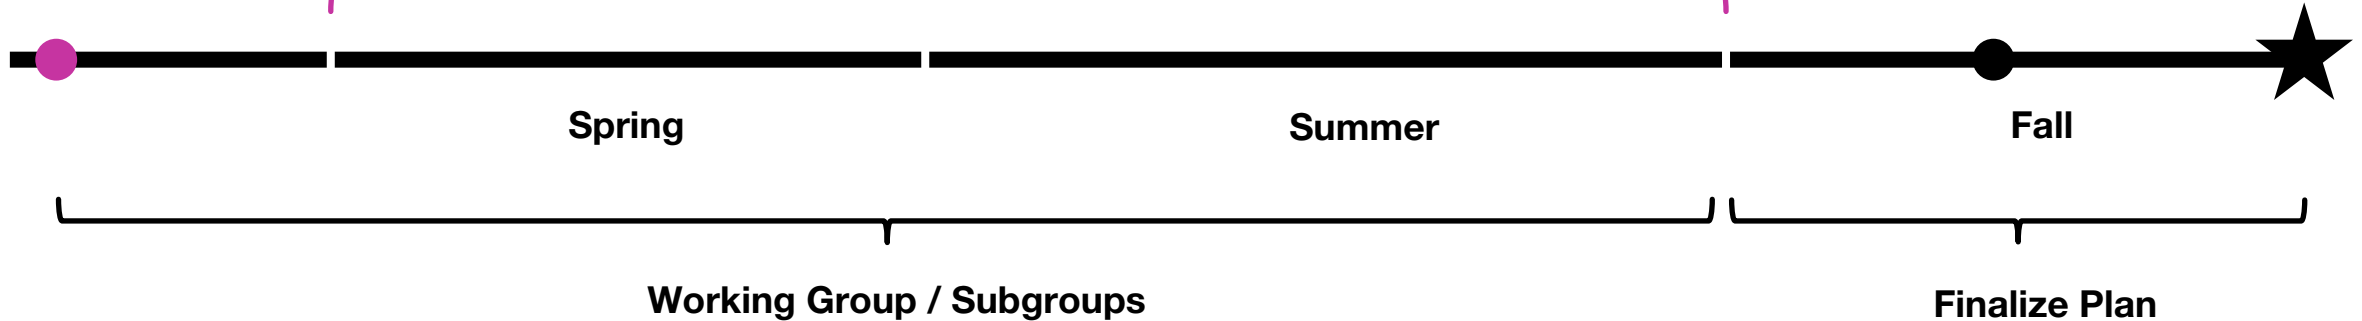 Spring
Summer
Fall
Working Group / Subgroups
Finalize Plan